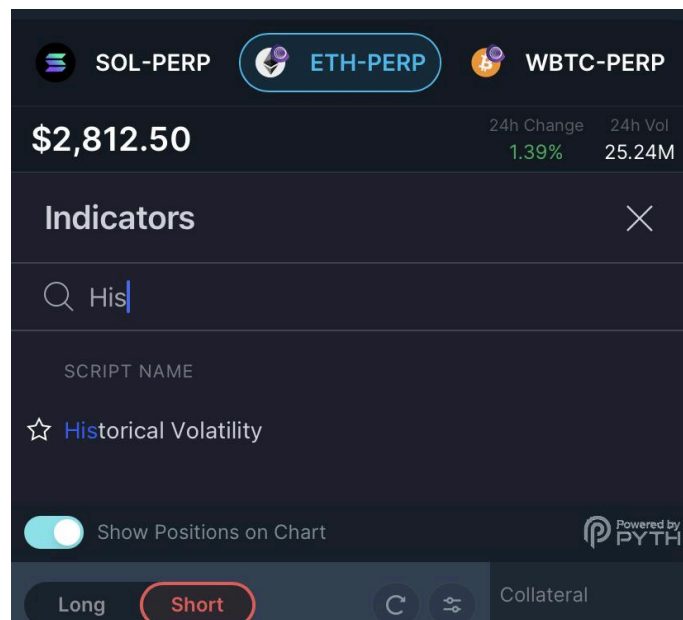 SOL-PERP ETH-PERP WBTC-PERP
$2,812.50
24h Change 24h Vol
1.39% 25.24M
Indicators
His
SCRIPT NAME
Historical Volatility
Show Positions on Chart
Powered by
PYTH
Long Short
Collateral